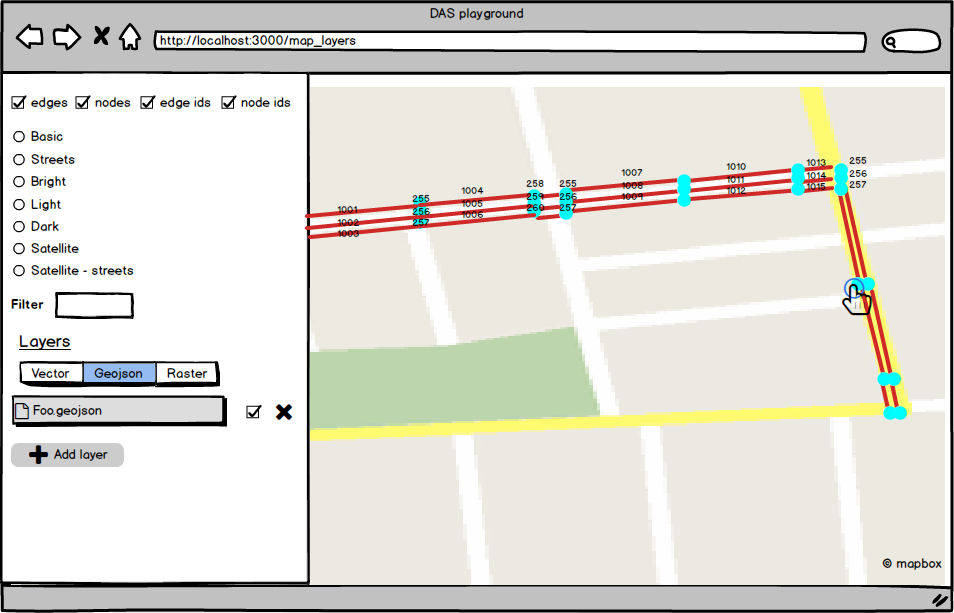 DAS playground
http://localhost:3000/map_layers
edges nodes edge ids node ids
Basic
Streets
Bright
Light
Dark
Satellite
Satellite - streets
Filter
Layers
Vector Geojson Raster
Foo.geojson
Add layer
1001 255 1004 258 255 1007 1010 1013 255
1002 256 1005 259 256 1008 1011 1014 256
1003 257 1006 260 257 1009 1012 1015 257
© mapbox